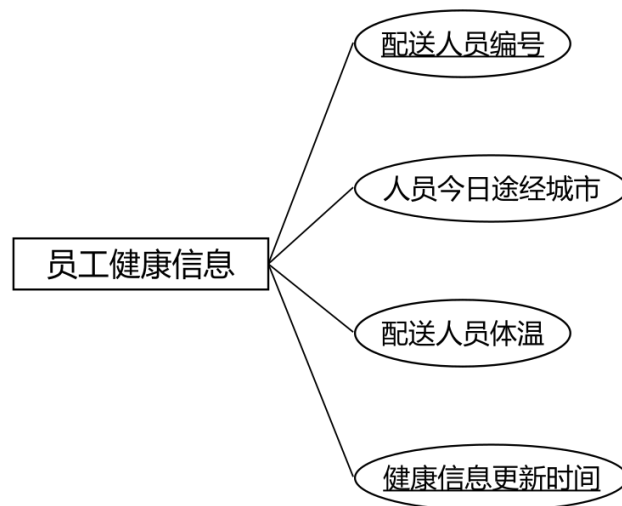 配送人员编号
人员今日途经城市
员工健康信息
配送人员体温
健康信息更新时间